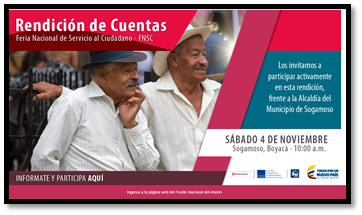 Rendición de Cuentas
Feria Nacional de Servicio al Ciudadano - FNSC
Los invitamos a
participar activamente
en esta rendición,
frente a la Alcaldía del
Municipio de Sogamoso
SÁBADO 4 DE NOVIEMBRE
Sogamoso, Boyacá - 10:00 a.m.
INFORMATE Y PARTICIPA AQUÍ
TODOS POR UN
NUEVO PAÍS
Ingresa a la página web del Fondo Nacional del Ahorro